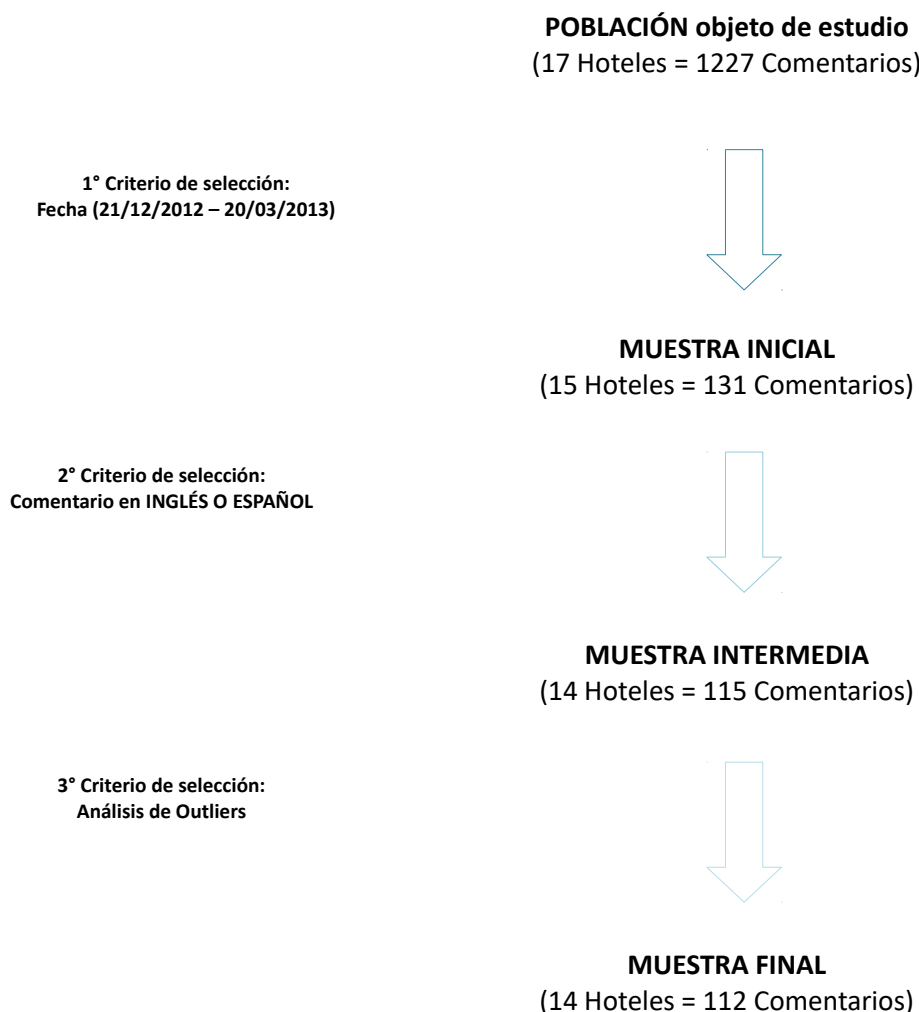 POBLACIÓN objeto de estudio
(17 Hoteles = 1227 Comentarios)
1° Criterio de selección:
Fecha (21/12/2012 – 20/03/2013)
MUESTRA INICIAL
(15 Hoteles = 131 Comentarios)
2° Criterio de selección:
Comentario en INGLÉS O ESPAÑOL
MUESTRA INTERMEDIA
(14 Hoteles = 115 Comentarios)
3° Criterio de selección:
Análisis de Outliers
MUESTRA FINAL
(14 Hoteles = 112 Comentarios)